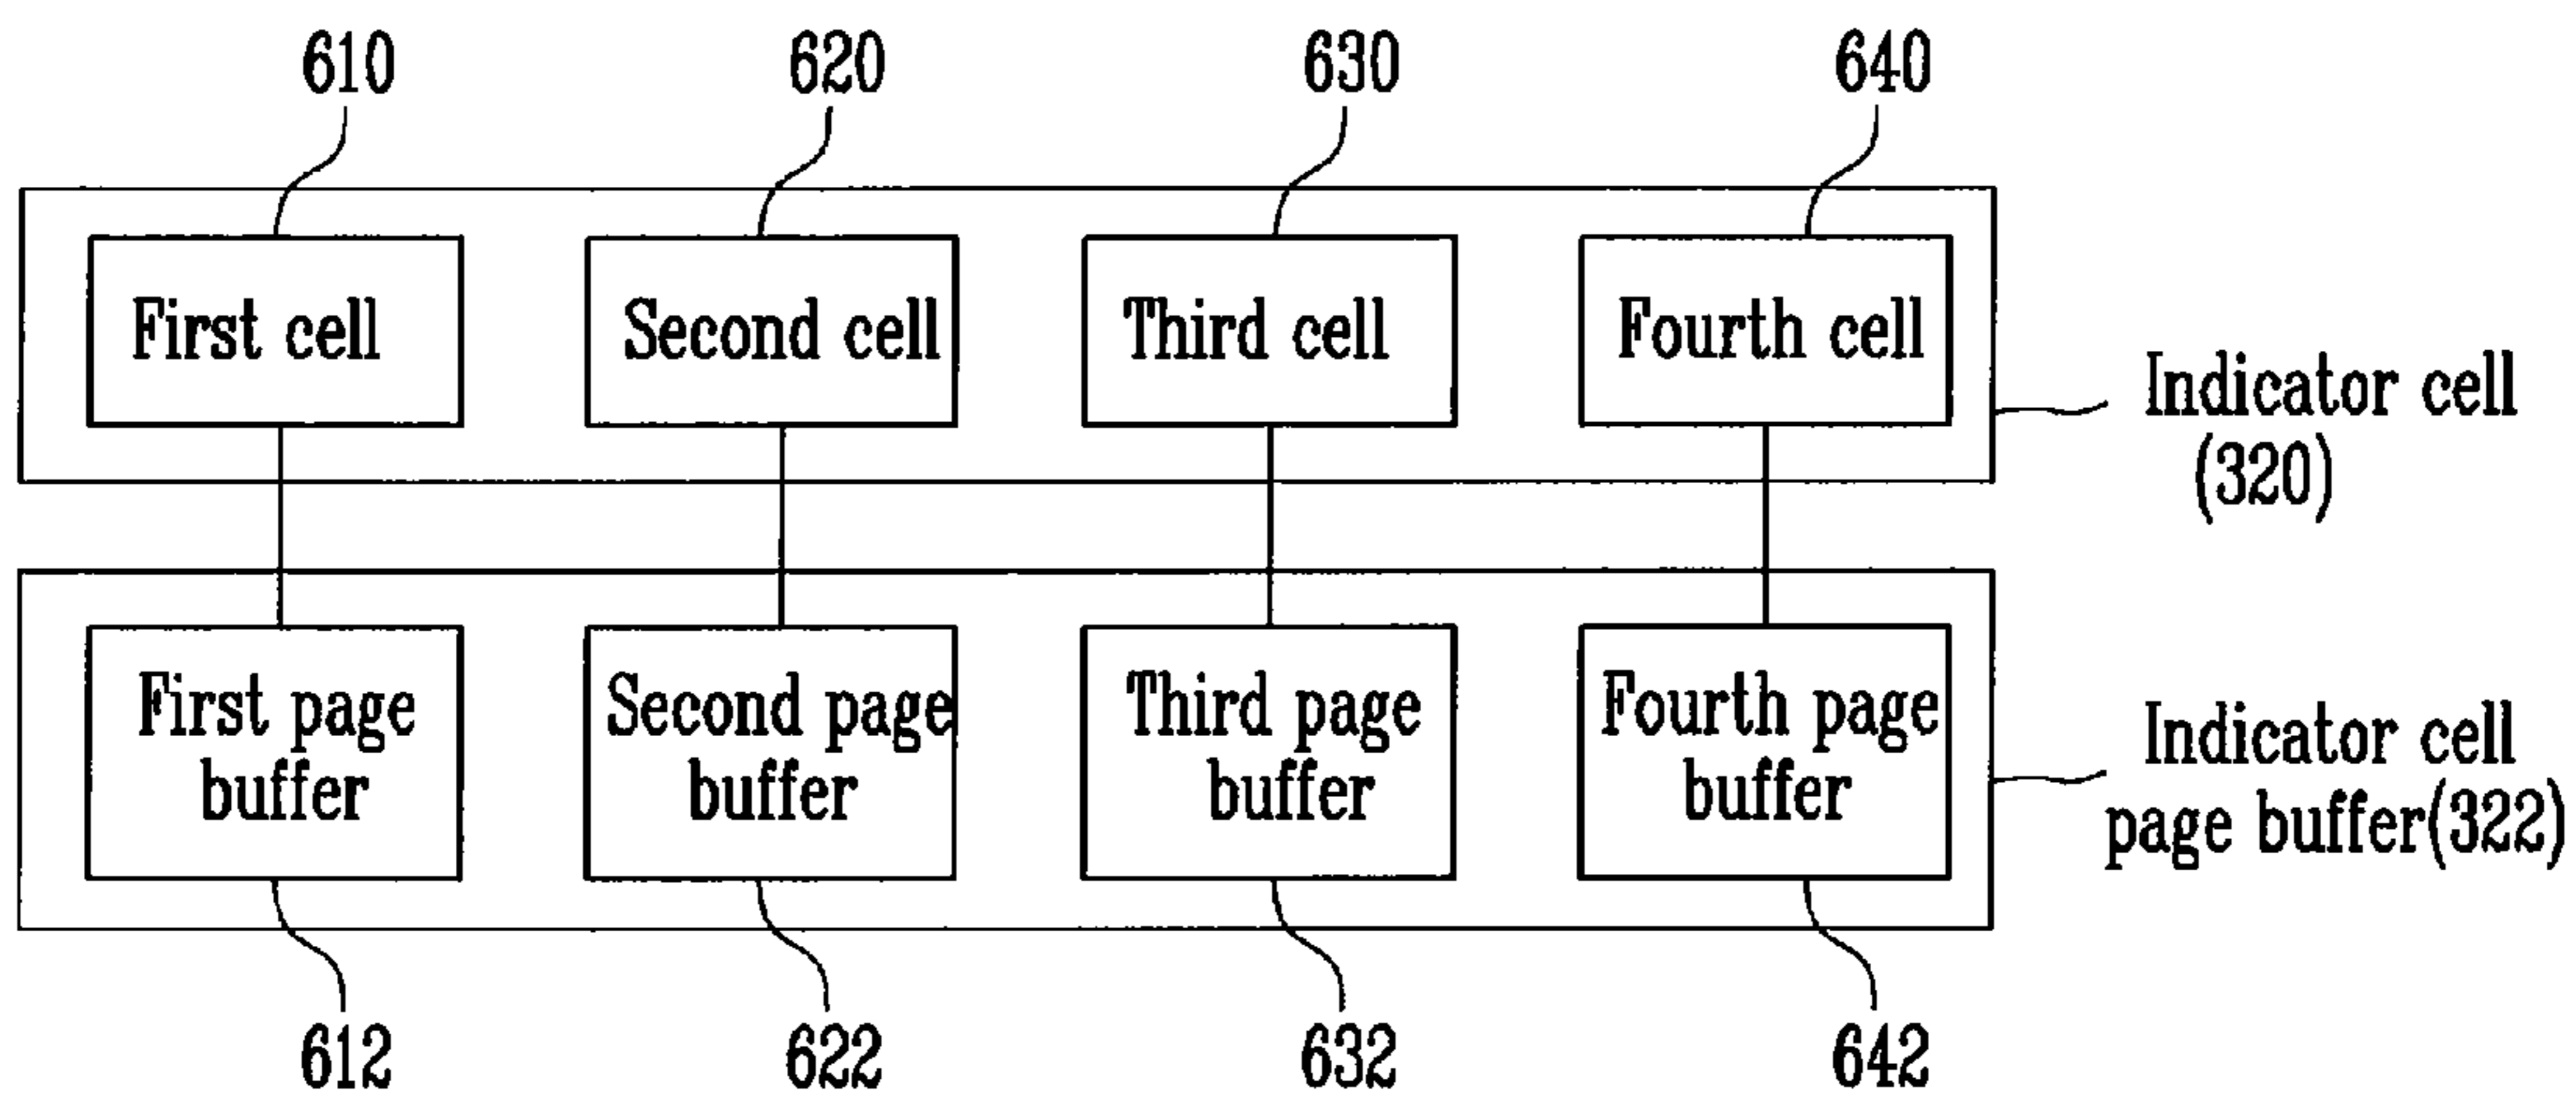 610
620
630
640
First cell
Second cell
Third cell
Fourth cell
Indicator cell
(320)
First page
buffer
Second page
buffer
Third page
buffer
Fourth page
buffer
Indicator cell
page buffer(322)
612
622
632
642